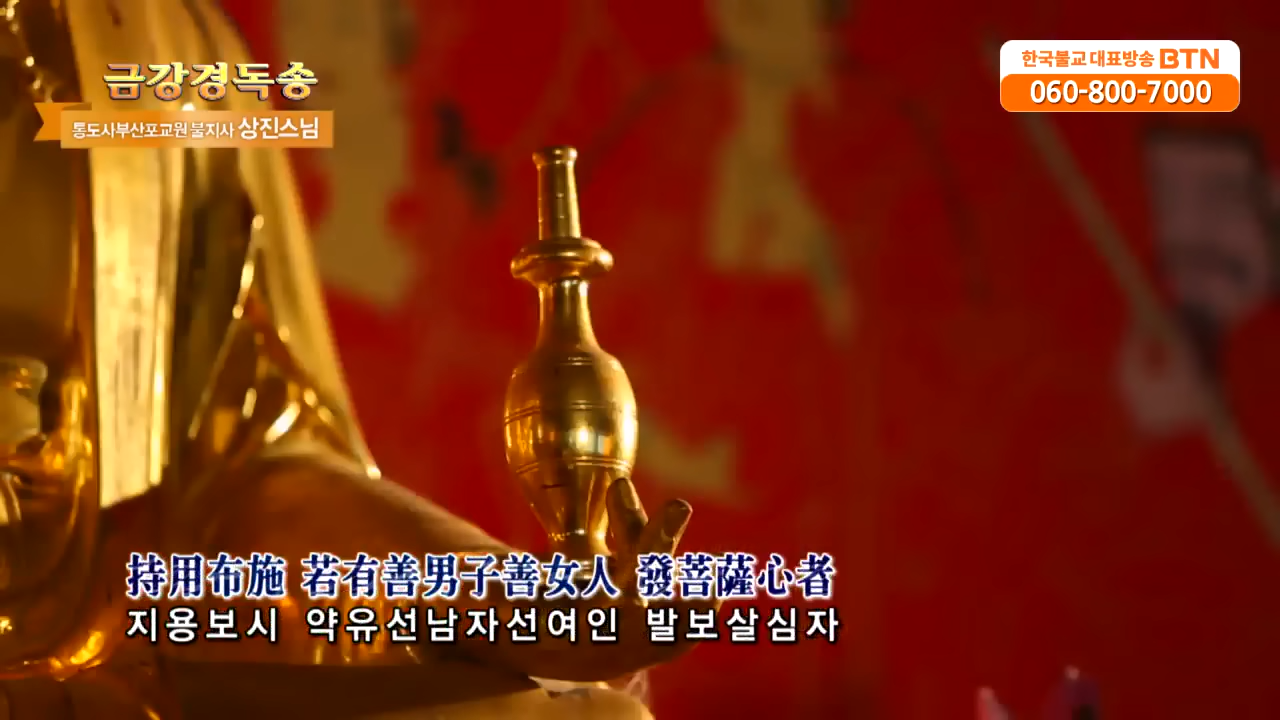 금강경독송
통도사부산포교원 불지사 상진스님
한국불교 대표방송 BTN
060-800-7000
持用布施 若有善男子善女人 發菩薩心者
지용보시 약유선남자선여인 발보살심자